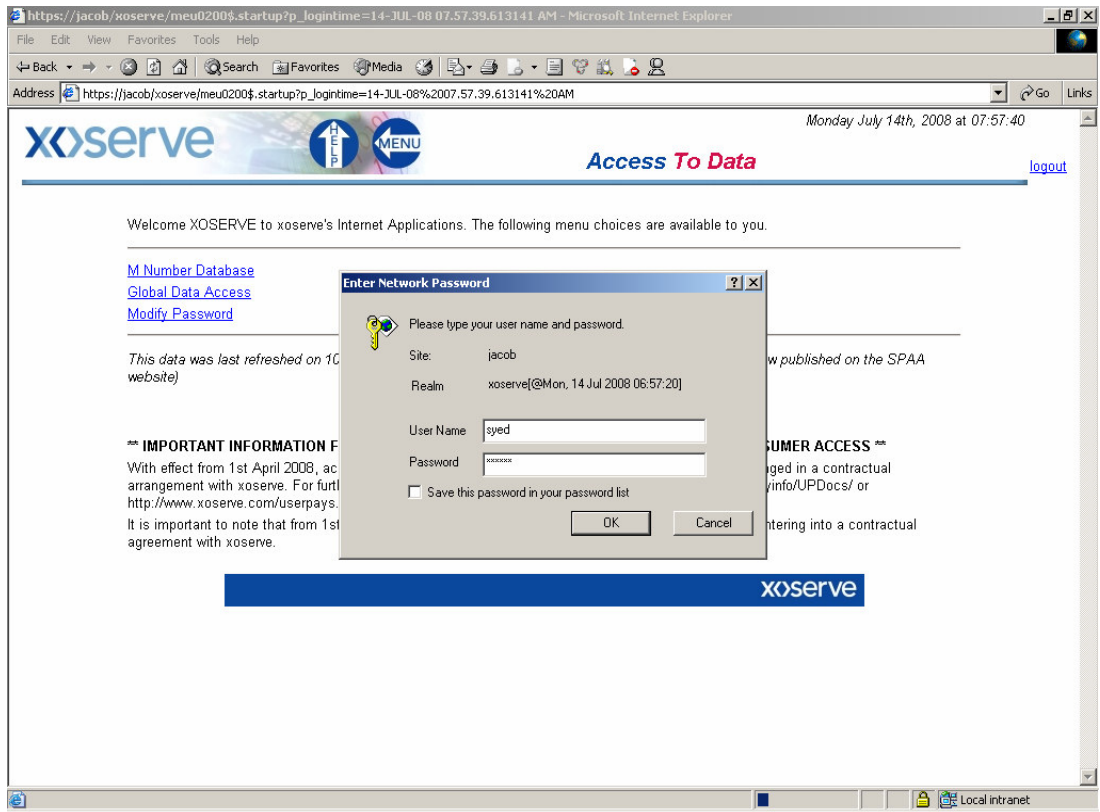 https://jacob/xoserve/meu0200$.startup?p_logintime=14-JUL-08 07.57.39.613141 AM - Microsoft Internet Explorer
File Edit View Favorites Tools Help
Back Search Favorites Media
Address https://jacob/xoserve/meu0200$.startup?p_logintime=14-JUL-08%2007.57.39.613141%20AM Go Links
Monday July 14th, 2008 at 07:57:40
xoserve HELP MENU
Access To Data
logout
Welcome XOSERVE to xoserve's Internet Applications. The following menu choices are available to you.
M Number Database
Global Data Access
Modify Password
This data was last refreshed on 10
w published on the SPAA
website)
** IMPORTANT INFORMATION F
SUMER ACCESS **
With effect from 1st April 2008, ac
ged in a contractual
arrangement with xoserve. For furtl
yinfo/UPDocs/ or
http://www.xoserve.com/userpays.
It is important to note that from 1st
ntering into a contractual
agreement with xoserve.
Enter Network Password
Please type your user name and password.
Site: jacob
Realm xoserve[@Mon, 14 Jul 2008 06:57:20]
User Name syed
Password xxxxxx
Save this password in your password list
OK Cancel
xoserve
Local intranet